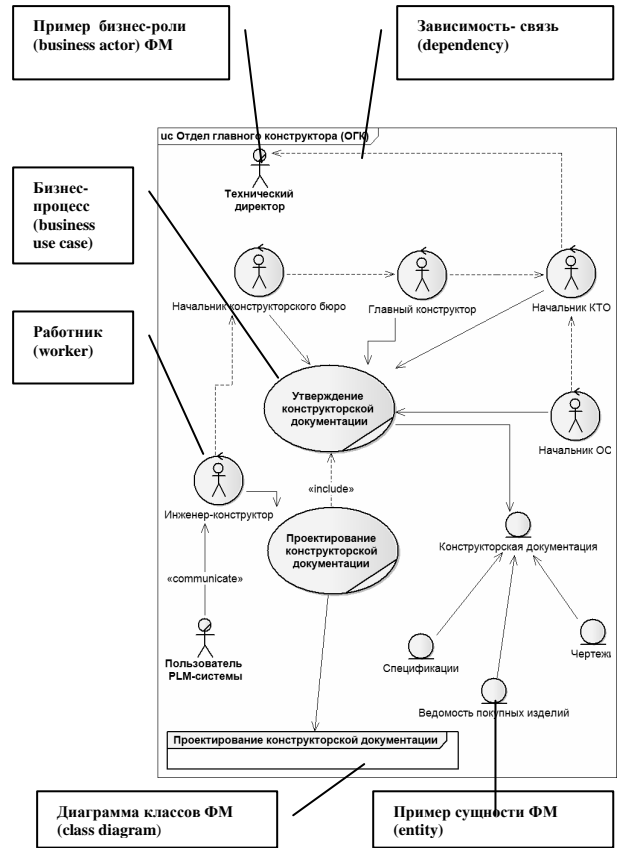 Пример бизнес-роли
(business actor) ФМ
Зависимость- связь
(dependency)
uc Отдел главного конструктора (ОГК)
Технический
директор
Бизнес-
процесс
(business
use case)
Начальник конструкторского бюро
Главный конструктор
Начальник КТО
Работник
(worker)
Утверждение
конструкторской
документации
Начальник ОС
«include»
Инженер-конструктор
Проектирование
конструкторской
документации
Конструкторская документация
«communicate»
Пользователь
PLM-системы
Спецификации
Чертежи
Ведомость покупных изделий
Проектирование конструкторской документации
Диаграмма классов ФМ
(class diagram)
Пример сущности ФМ
(entity)